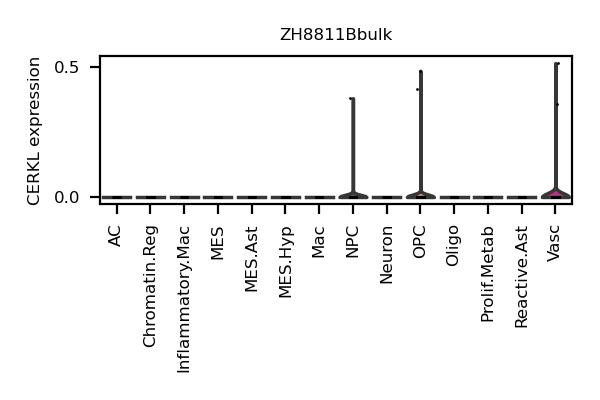 ZH8811Bbulk
CERKL expression
0.5
0.0
AC
Chromatin.Reg
Inflammatory.Mac
MES
MES.Ast
MES.Hyp
Mac
NPC
Neuron
OPC
Oligo
Prolif.Metab
Reactive.Ast
Vasc